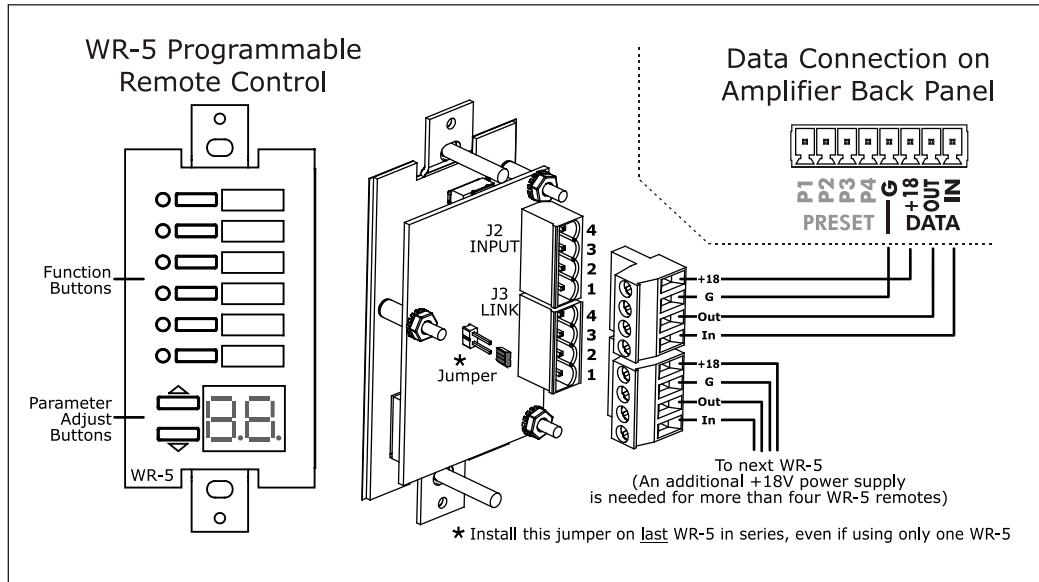 WR-5 Programmable
Remote Control
Function
Buttons
Parameter
Adjust
Buttons
8.8.
WR-5
J2
INPUT
4
3
2
1
J3
LINK
4
3
2
1
* Jumper
Data Connection on
Amplifier Back Panel
P1 P2 P3 P4 G +18 OUT IN
PRESET DATA
+18
G
Out
In
+18
G
Out
In
To next WR-5
(An additional +18V power supply
is needed for more than four WR-5 remotes)
* Install this jumper on last WR-5 in series, even if using only one WR-5